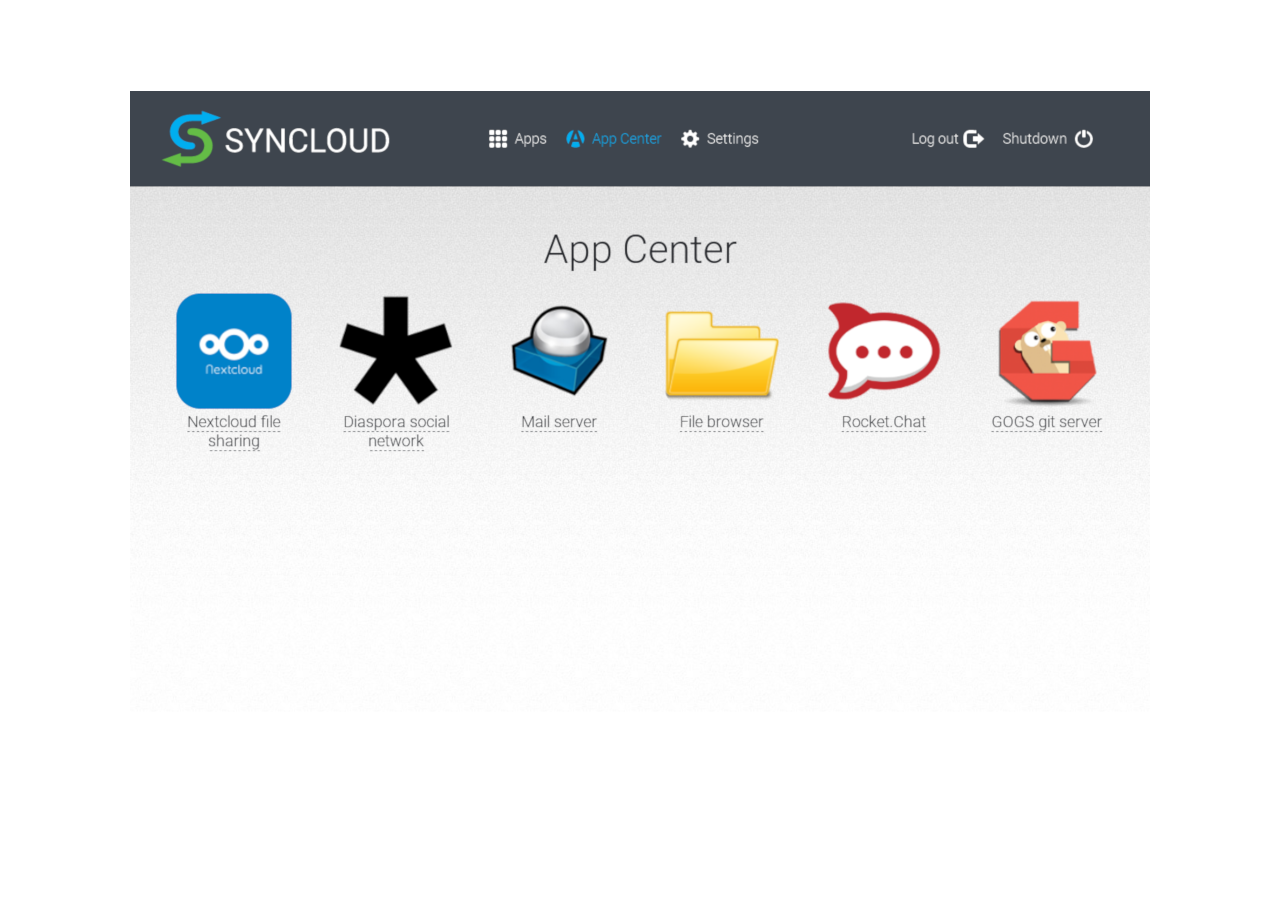 SYNCLOUD
Apps
App Center
Settings
Log out
Shutdown
App Center
Nextcloud
Nextcloud file
sharing
Diaspora social
network
Mail server
File browser
Rocket.Chat
GOGS git server